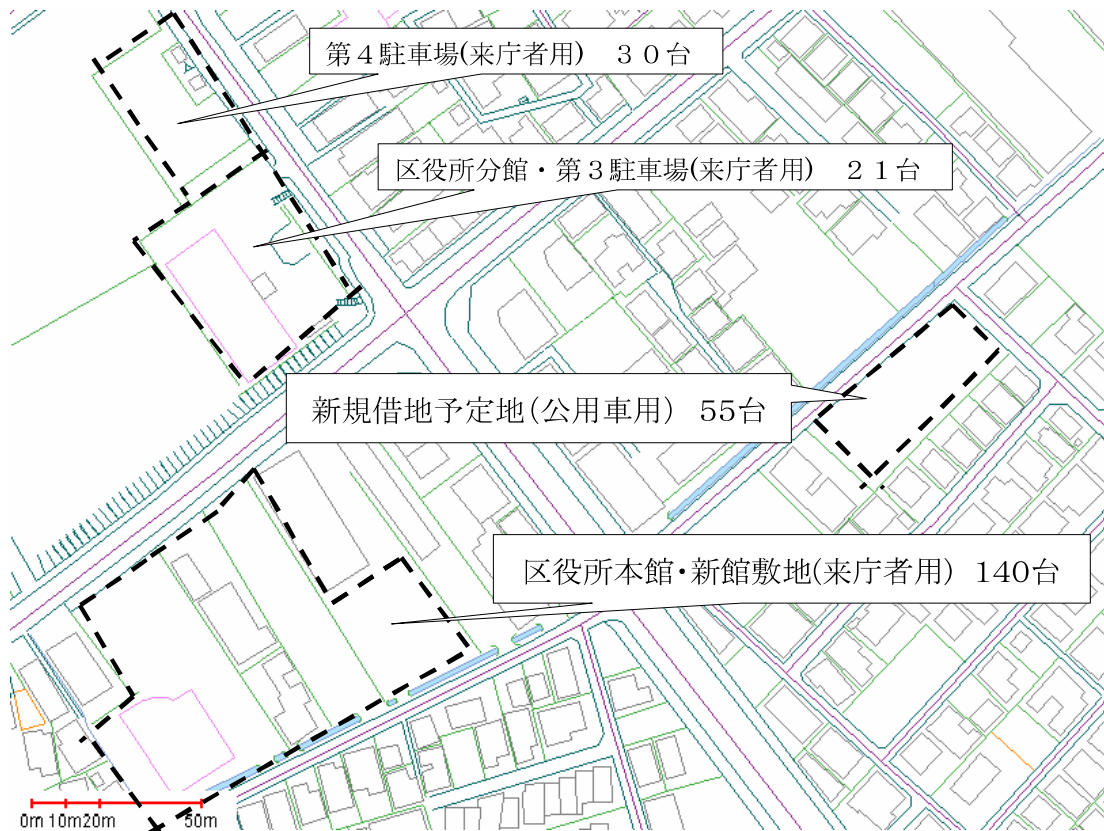 第４駐車場(来庁者用)　３０台
区役所分館・第３駐車場(来庁者用)　２１台
新規借地予定地(公用車用)　55台
区役所本館・新館敷地(来庁者用)　140台
0m 10m20m 50m